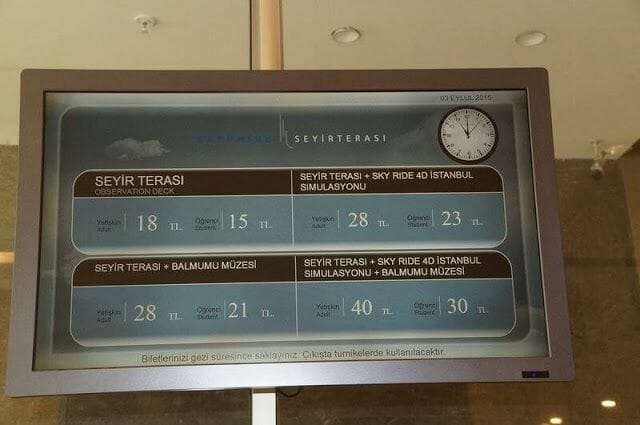 03 EYLÜL 2015
SAPPHIRE SEYİRTERASI
SEYİR TERASI
OBSERVATION DECK
Yetişkin
Adult
18 TL.
Öğrenci
Student
15 TL.
SEYİR TERASI + SKY RIDE 4D İSTANBUL
SIMULASYONU
Yetişkin
Adult
28 TL.
Öğrenci
Student
23 TL.
SEYİR TERASI + BALMUMU MÜZESİ
Yetişkin
Adult
28 TL.
Öğrenci
Student
21 TL.
SEYİR TERASI + SKY RIDE 4D İSTANBUL
SIMULASYONU + BALMUMU MÜZESİ
Yetişkin
Adult
40 TL.
Öğrenci
Student
30 TL.
Biletlerinizi gezi süresince saklayınız. Çıkışta turnikelerde kullanılacaktır.